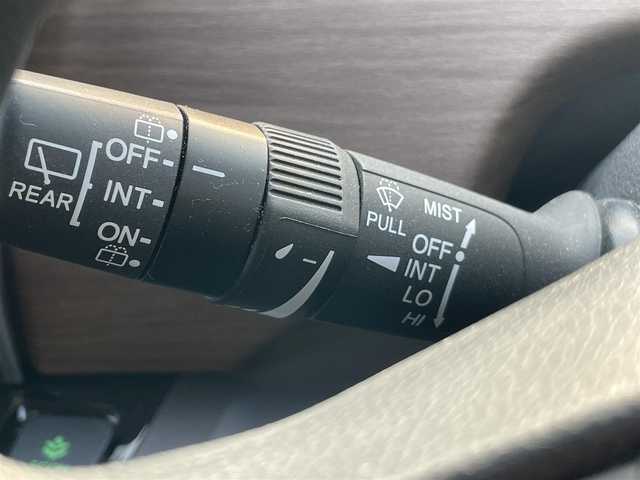 REAR
OFF
INT
ON
PULL
MIST
OFF
INT
LO
HI